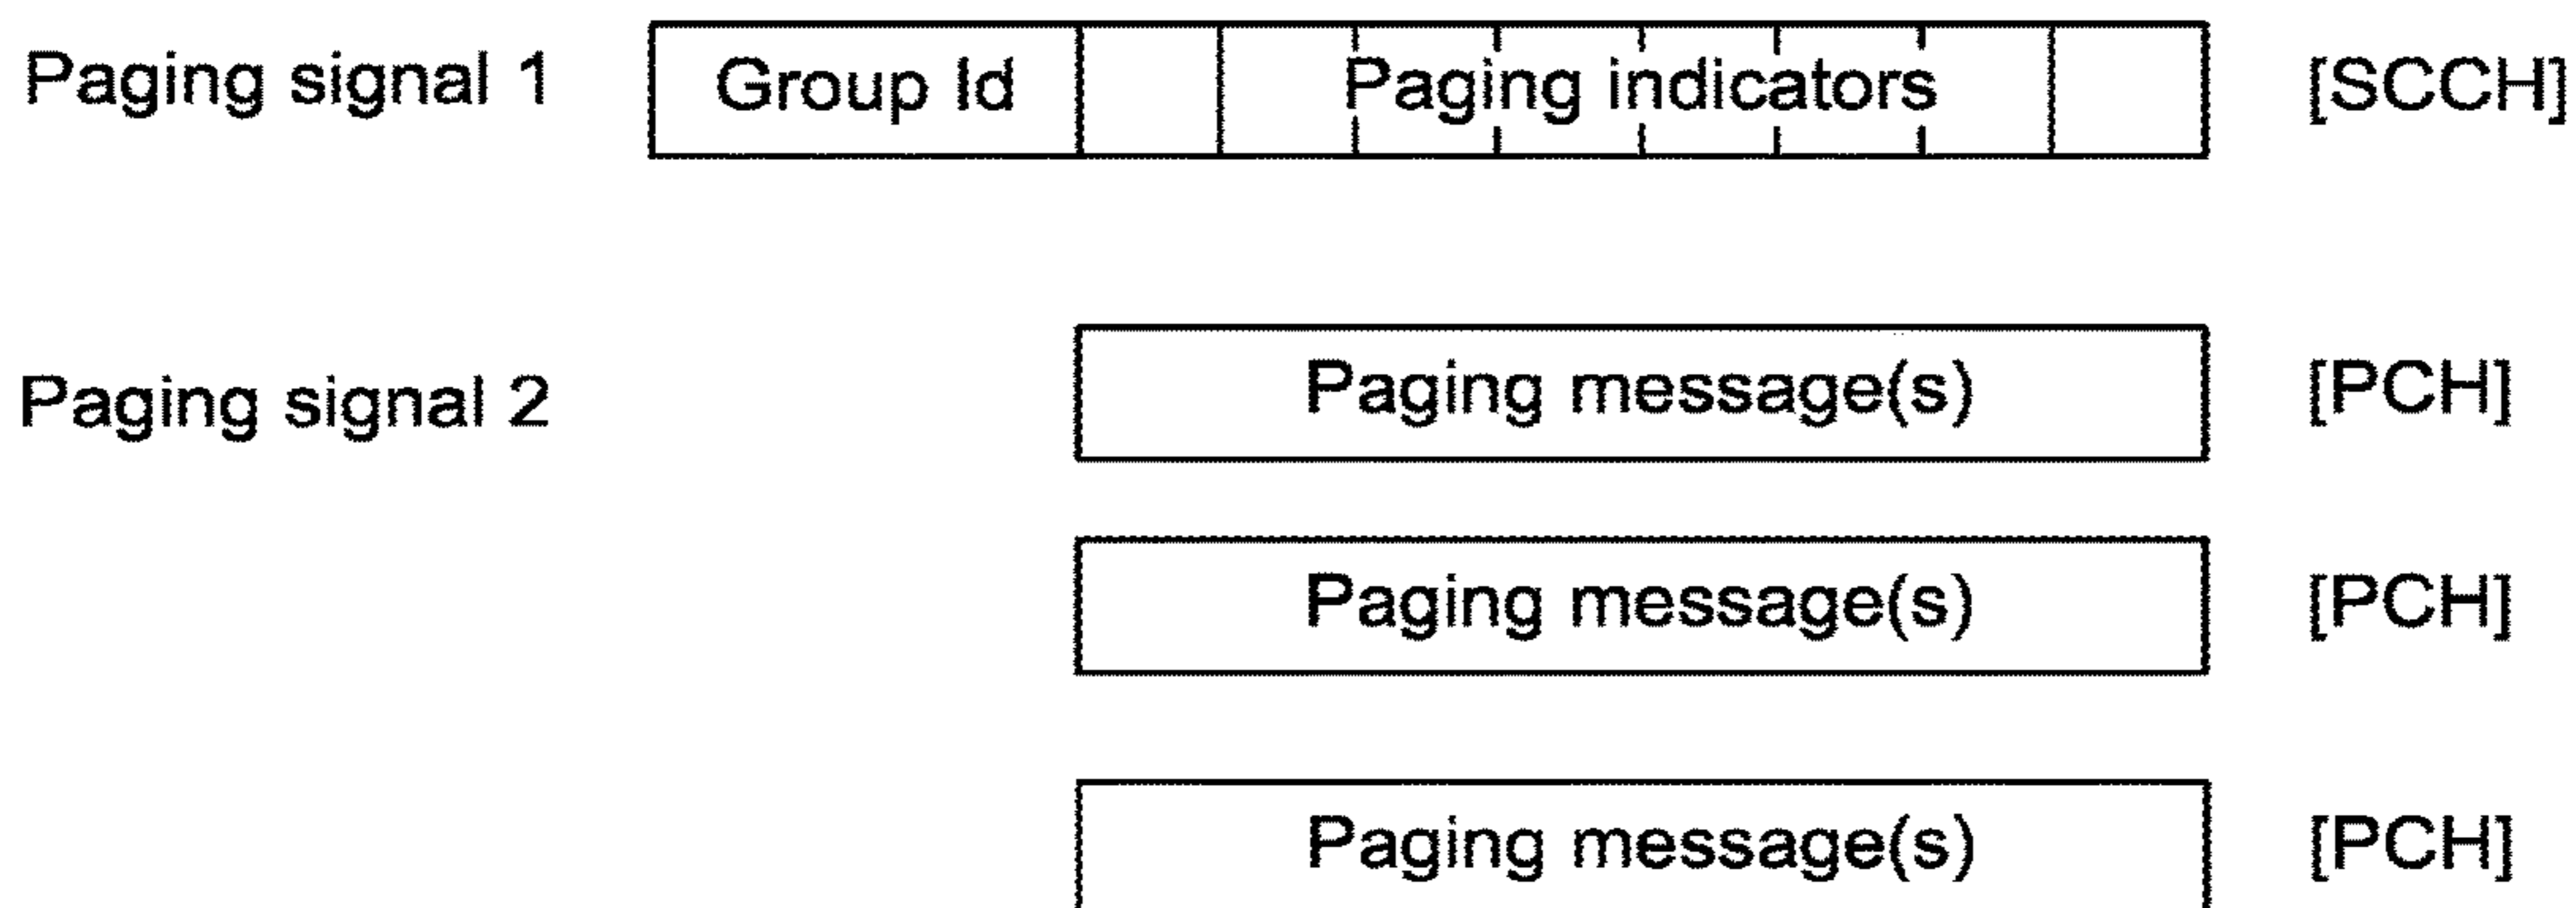 Paging signal 1 Group Id Paging indicators [SCCH]
Paging signal 2 Paging message(s) [PCH]
Paging message(s) [PCH]
Paging message(s) [PCH]